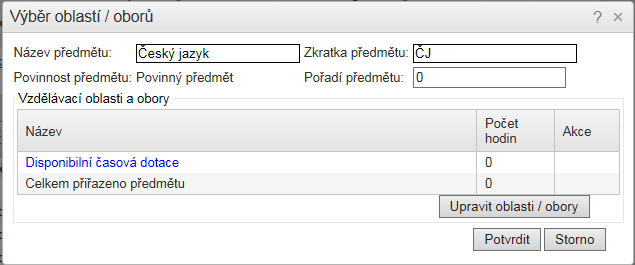 Výběr oblastí / oborů ? ×
Název předmětu: Český jazyk Zkratka předmětu: ČJ
Povinnost předmětu: Povinný předmět Pořadí předmětu: 0
Vzdělávací oblasti a obory
Název Počet hodin Akce
Disponibilní časová dotace 0
Celkem přiřazeno předmětu 0
Upravit oblasti / obory
Potvrdit Storno